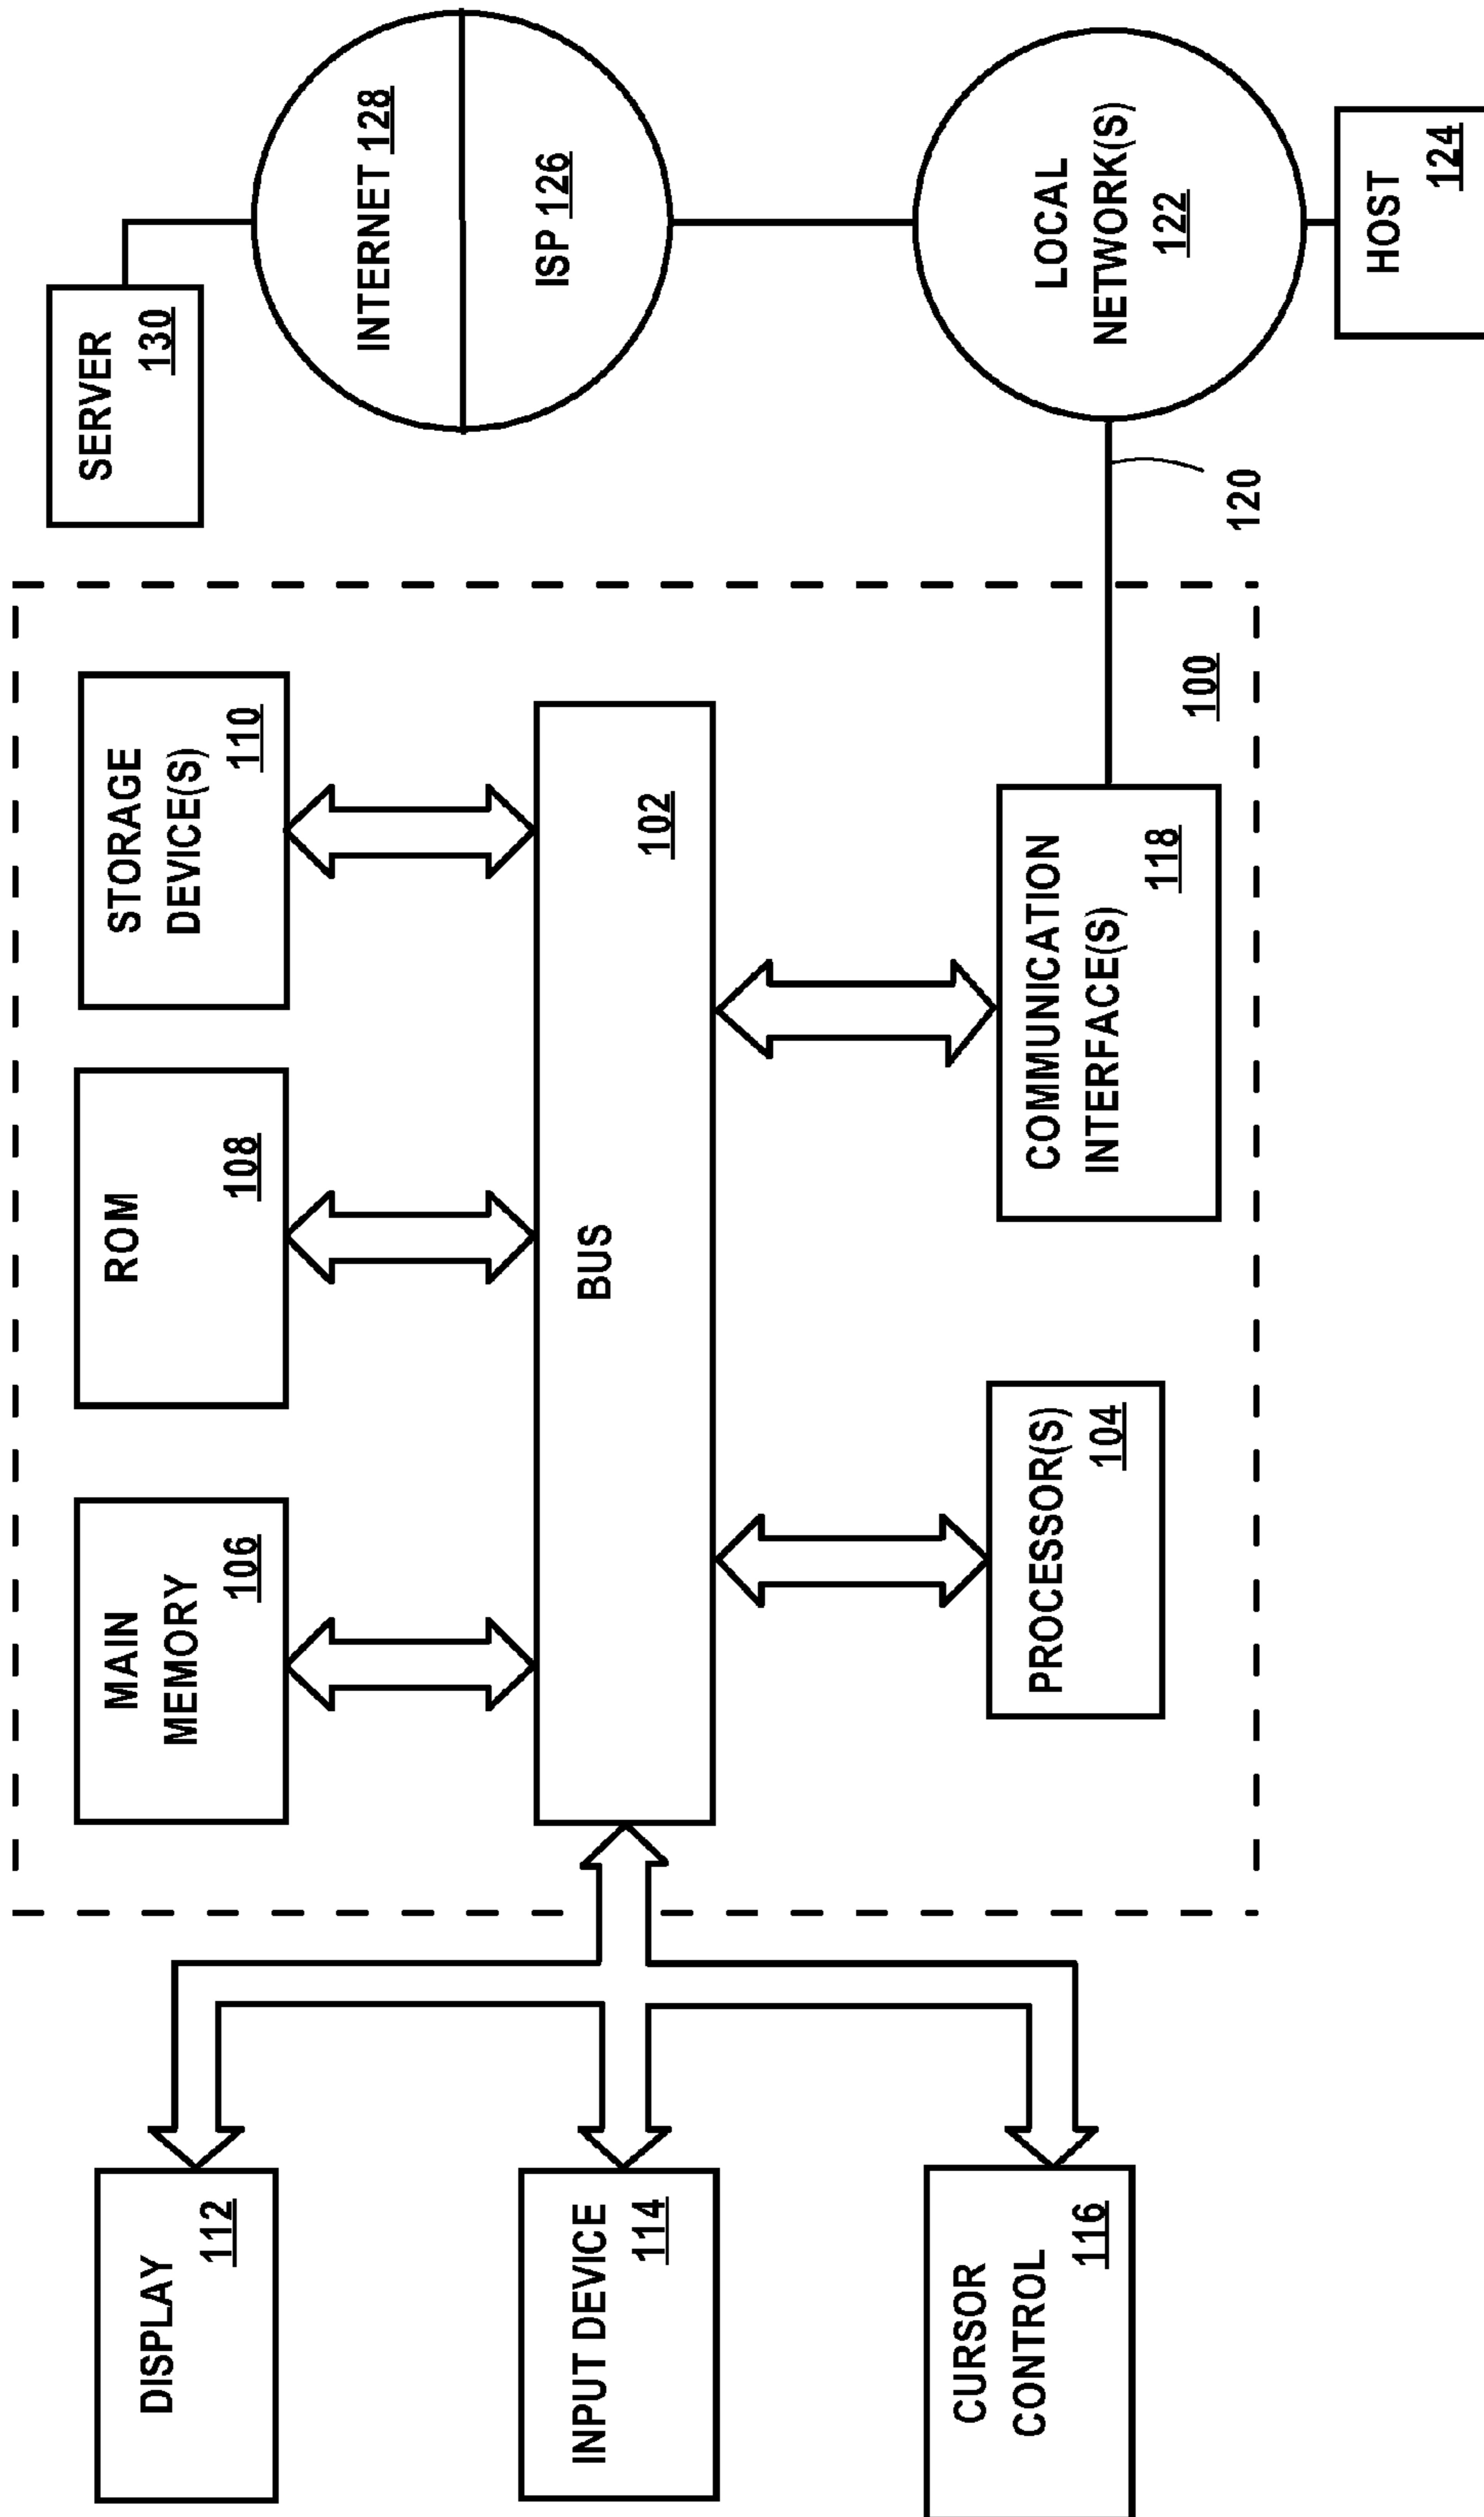 DISPLAY
112
MAIN
MEMORY
106
ROM
108
STORAGE
DEVICE(S)
110
SERVER
130
INTERNET 128
ISP 126
INPUT DEVICE
114
BUS
102
CURSOR
CONTROL
116
PROCESSOR(S)
104
COMMUNICATION
INTERFACE(S)
118
100
120
LOCAL
NETWORK(S)
122
HOST
124